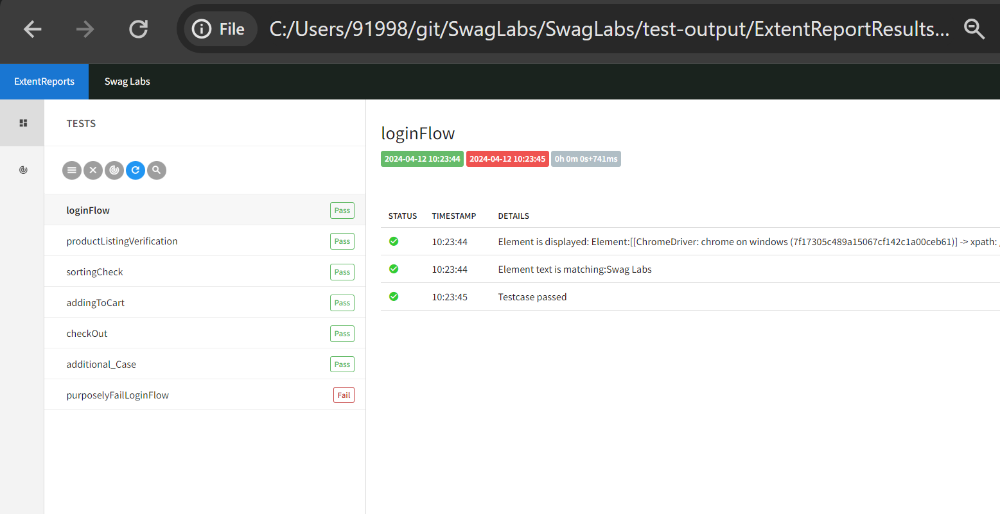 File C:/Users/91998/git/SwagLabs/SwagLabs/test-output/ExtentReportResults...
ExtentReports Swag Labs
TESTS
loginFlow Pass
productListingVerification Pass
sortingCheck Pass
addingToCart Pass
checkOut Pass
additional_Case Pass
purposelyFailLoginFlow Fail
loginFlow
2024-04-12 10:23:44 2024-04-12 10:23:45 0h 0m 0s+741ms
STATUS TIMESTAMP DETAILS
10:23:44 Element is displayed: Element:[[ChromeDriver: chrome on windows (7f17305c489a15067cf142c1a00ceb61)] -> xpath:
10:23:44 Element text is matching:Swag Labs
10:23:45 Testcase passed